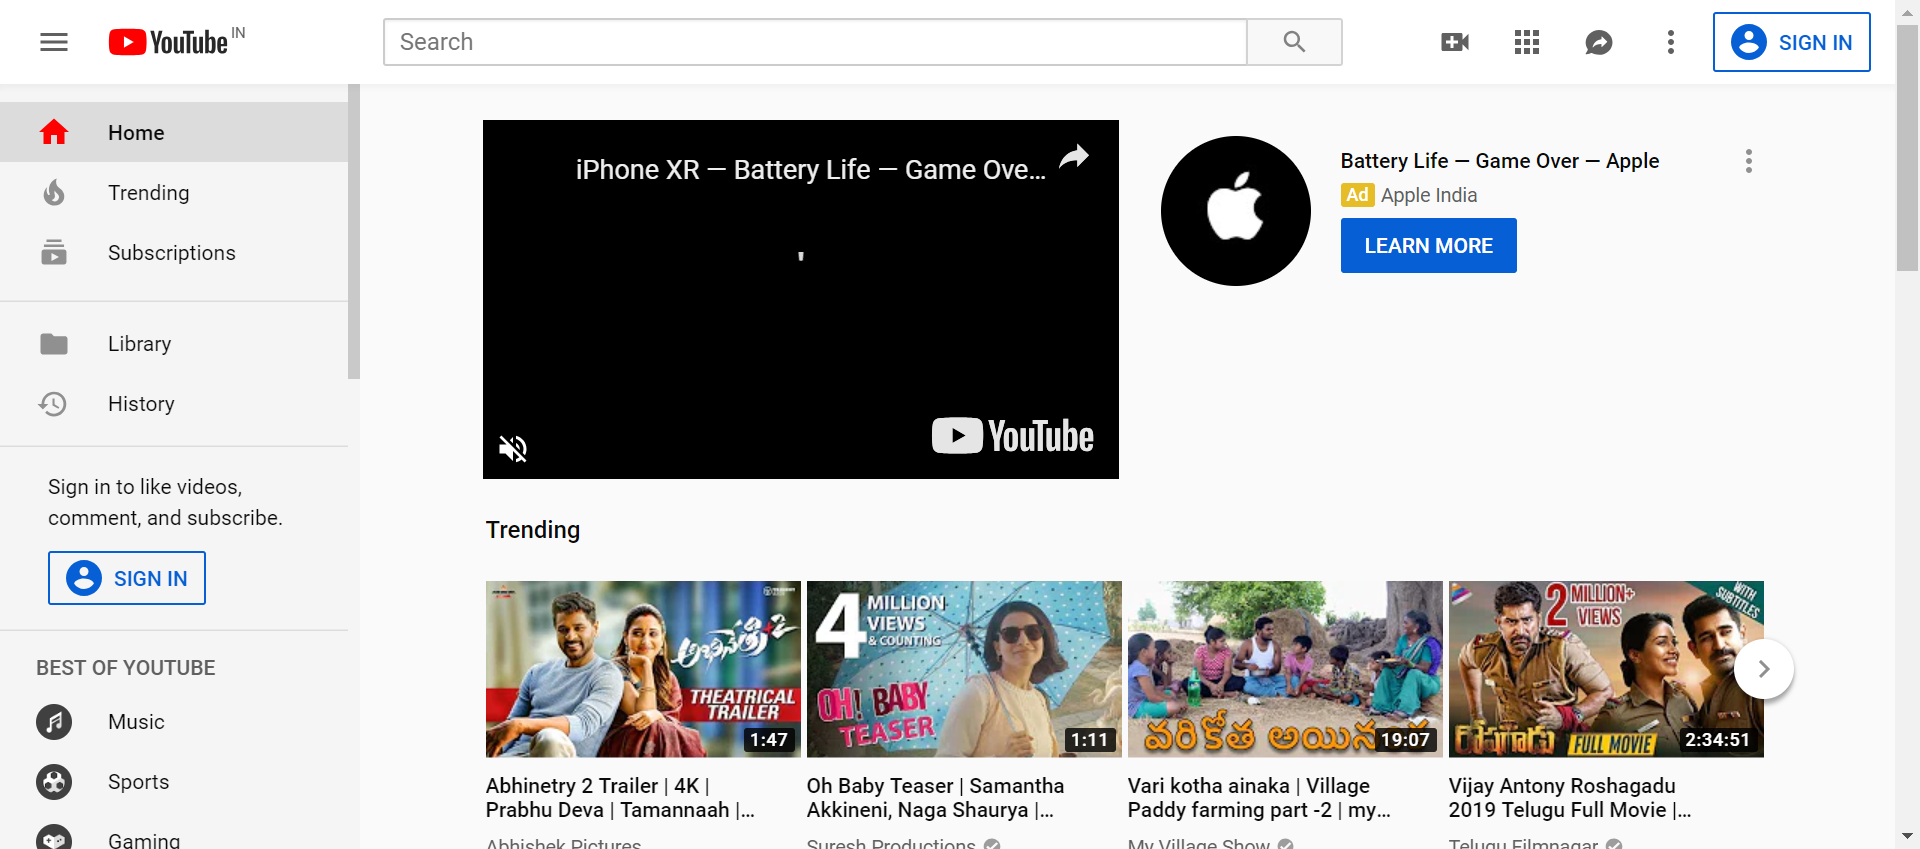 YouTube IN
Search
SIGN IN
Home
Trending
Subscriptions
Library
History
Sign in to like videos,
comment, and subscribe.
SIGN IN
BEST OF YOUTUBE
Music
Sports
Gaming
iPhone XR — Battery Life — Game Ove...
YouTube
Battery Life — Game Over — Apple
Ad Apple India
LEARN MORE
Trending
అభినేత్రి 2
THEATRICAL
TRAILER
1:47
Abhinetry 2 Trailer | 4K |
Prabhu Deva | Tamannaah |...
Abhishek Pictures
4 MILLION
VIEWS
& COUNTING
OH! BABY
TEASER
1:11
Oh Baby Teaser | Samantha
Akkineni, Naga Shaurya |...
Suresh Productions
వరికోత అయిన
19:07
Vari kotha ainaka | Village
Paddy farming part -2 | my...
My Village Show
2 MILLION+
VIEWS
WITH
SUBTITLES
రోషగాడు
FULL MOVIE
2:34:51
Vijay Antony Roshagadu
2019 Telugu Full Movie |...
Telugu Filmnagar